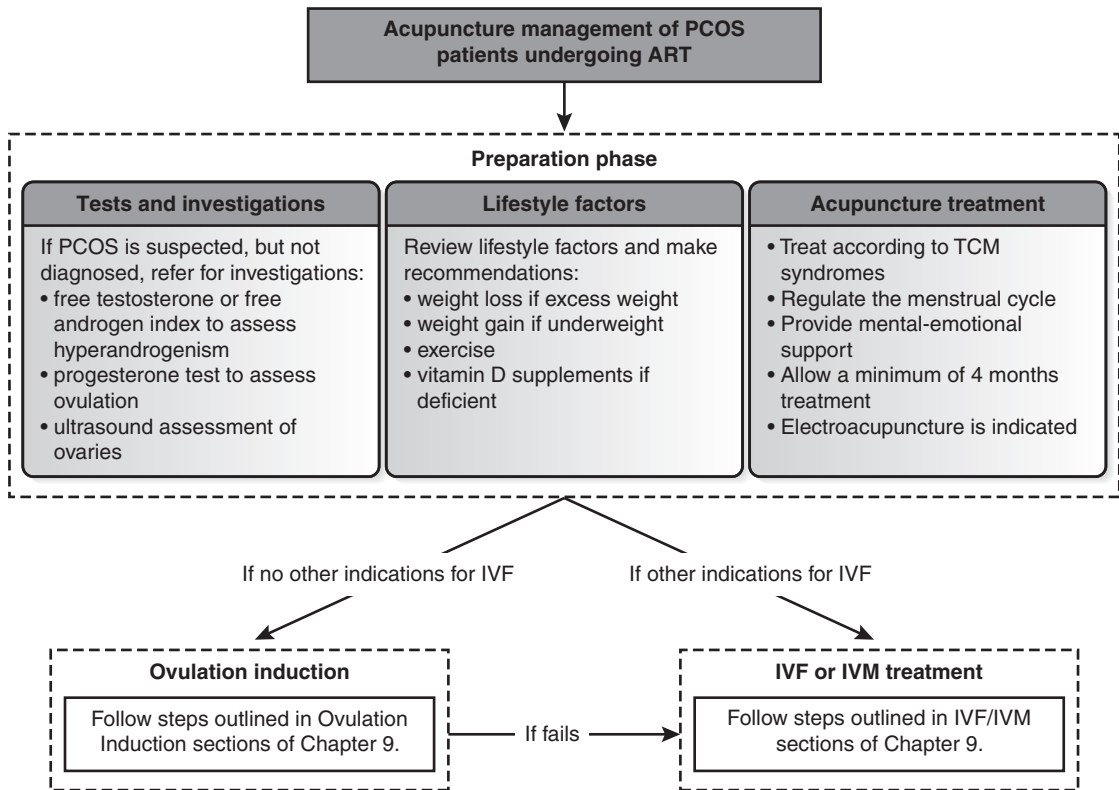 Acupuncture management of PCOS
patients undergoing ART
Preparation phase
Tests and investigations
If PCOS is suspected, but not
diagnosed, refer for investigations:
• free testosterone or free
androgen index to assess
hyperandrogenism
• progesterone test to assess
ovulation
• ultrasound assessment of
ovaries
Lifestyle factors
Review lifestyle factors and make
recommendations:
• weight loss if excess weight
• weight gain if underweight
• exercise
• vitamin D supplements if
deficient
Acupuncture treatment
• Treat according to TCM
syndromes
• Regulate the menstrual cycle
• Provide mental-emotional
support
• Allow a minimum of 4 months
treatment
• Electroacupuncture is indicated
If no other indications for IVF
If other indications for IVF
Ovulation induction
Follow steps outlined in Ovulation
Induction sections of Chapter 9.
If fails
IVF or IVM treatment
Follow steps outlined in IVF/IVM
sections of Chapter 9.